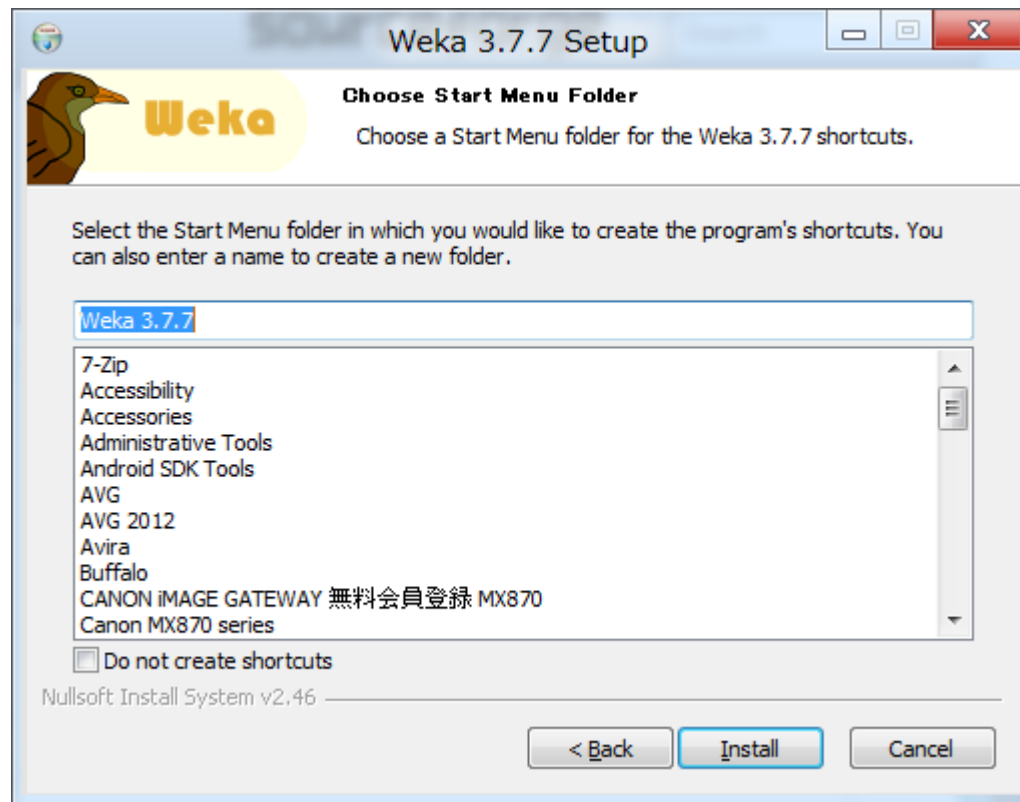 Weka 3.7.7 Setup
Weka
Choose Start Menu Folder
Choose a Start Menu folder for the Weka 3.7.7 shortcuts.
Select the Start Menu folder in which you would like to create the program's shortcuts. You
can also enter a name to create a new folder.
Weka 3.7.7
7-Zip
Accessibility
Accessories
Administrative Tools
Android SDK Tools
AVG
AVG 2012
Avira
Buffalo
CANON iMAGE GATEWAY 無料会員登録 MX870
Canon MX870 series
Do not create shortcuts
Nullsoft Install System v2.46
< Back
Install
Cancel